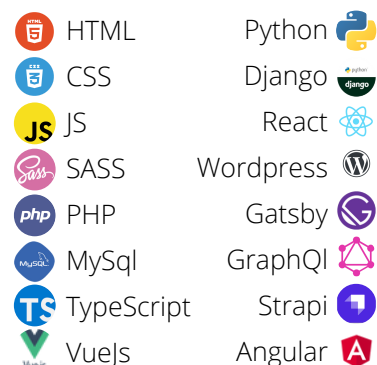 HTML
CSS
JS
SASS
PHP
MySql
TypeScript
VueJs
Python
Django
React
Wordpress
Gatsby
GraphQl
Strapi
Angular